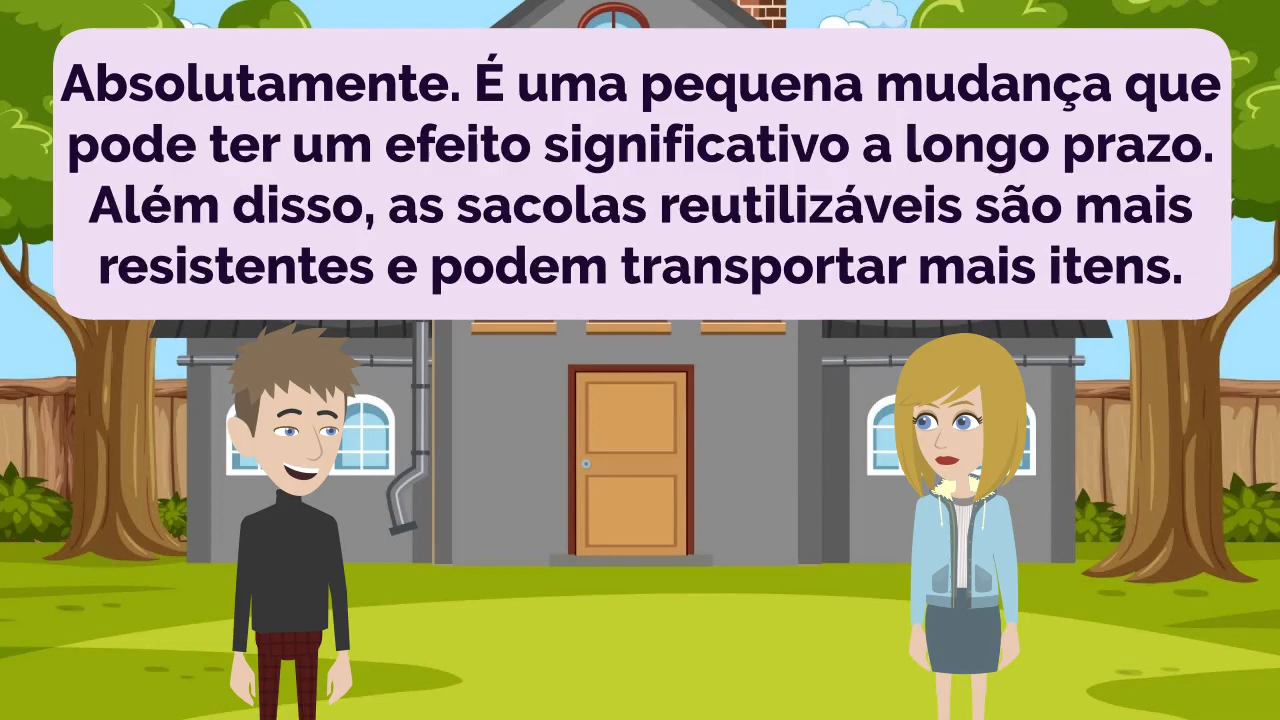 Absolutamente. É uma pequena mudança que
pode ter um efeito significativo a longo prazo.
Além disso, as sacolas reutilizáveis são mais
resistentes e podem transportar mais itens.